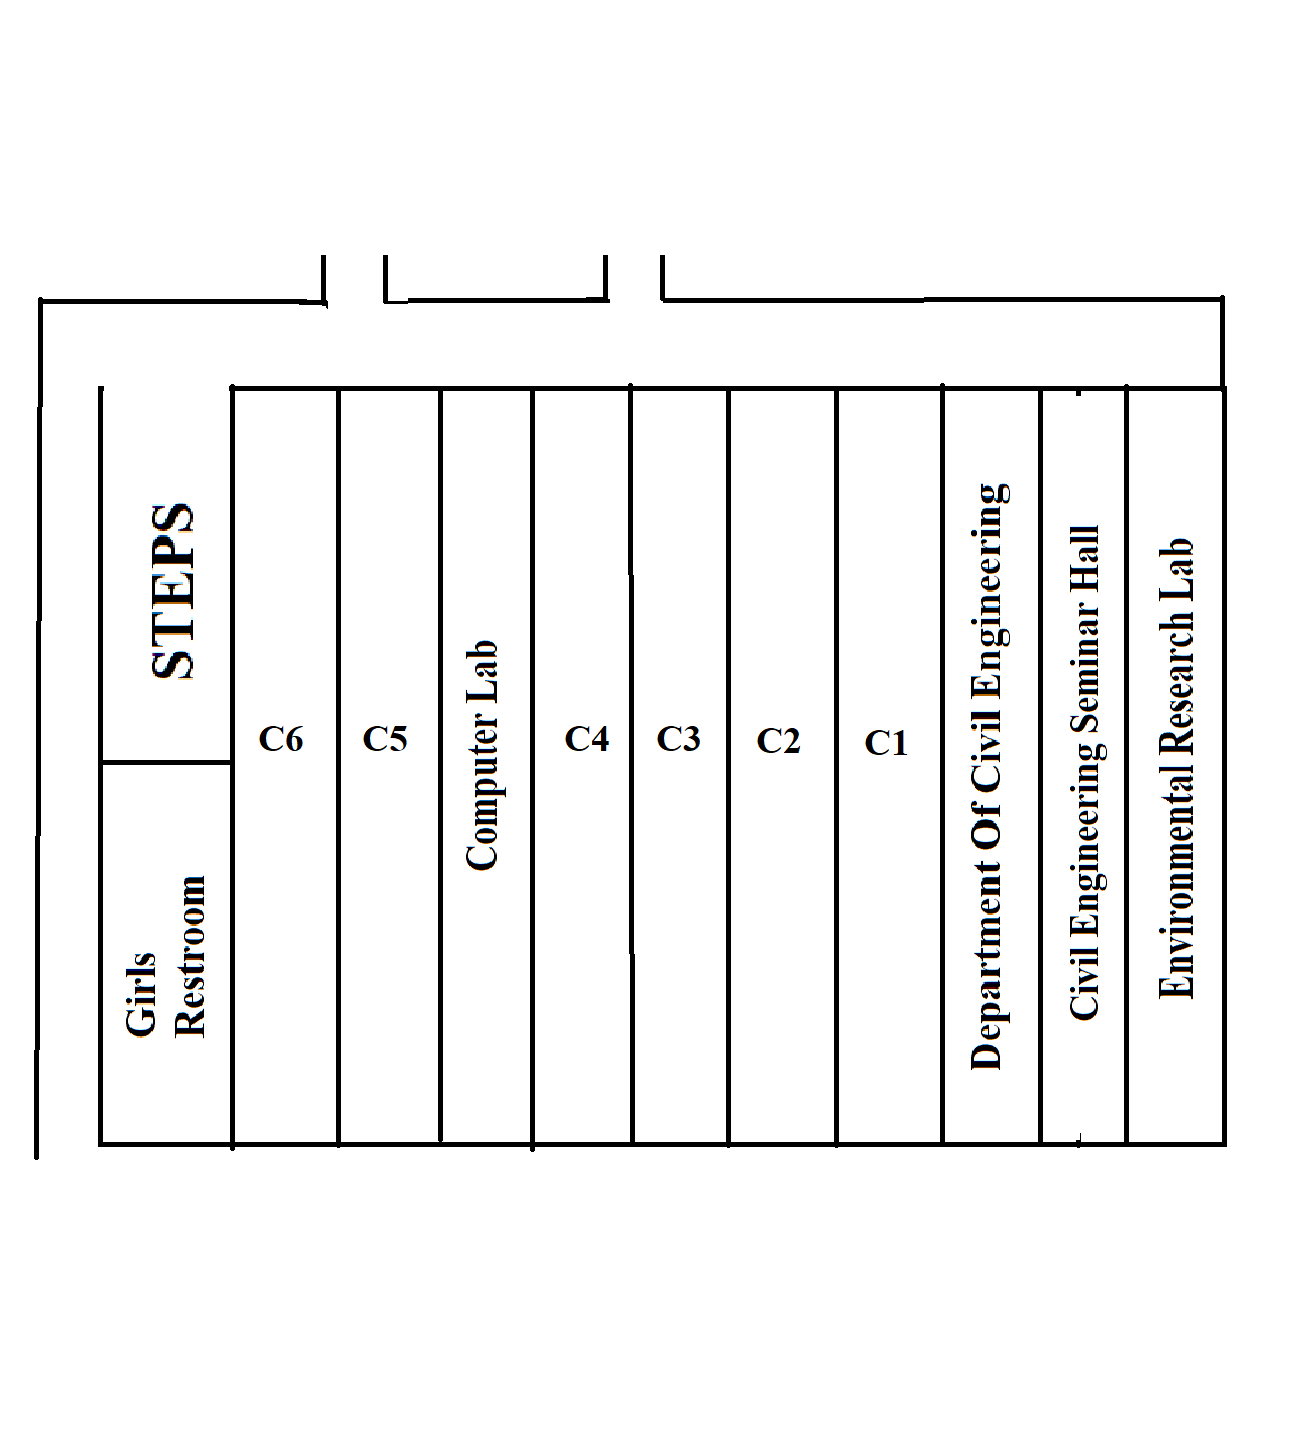 STEPS
Girls
Restroom
C6
C5
Computer Lab
C4
C3
C2
C1
Department Of Civil Engineering
Civil Engineering Seminar Hall
Environmental Research Lab